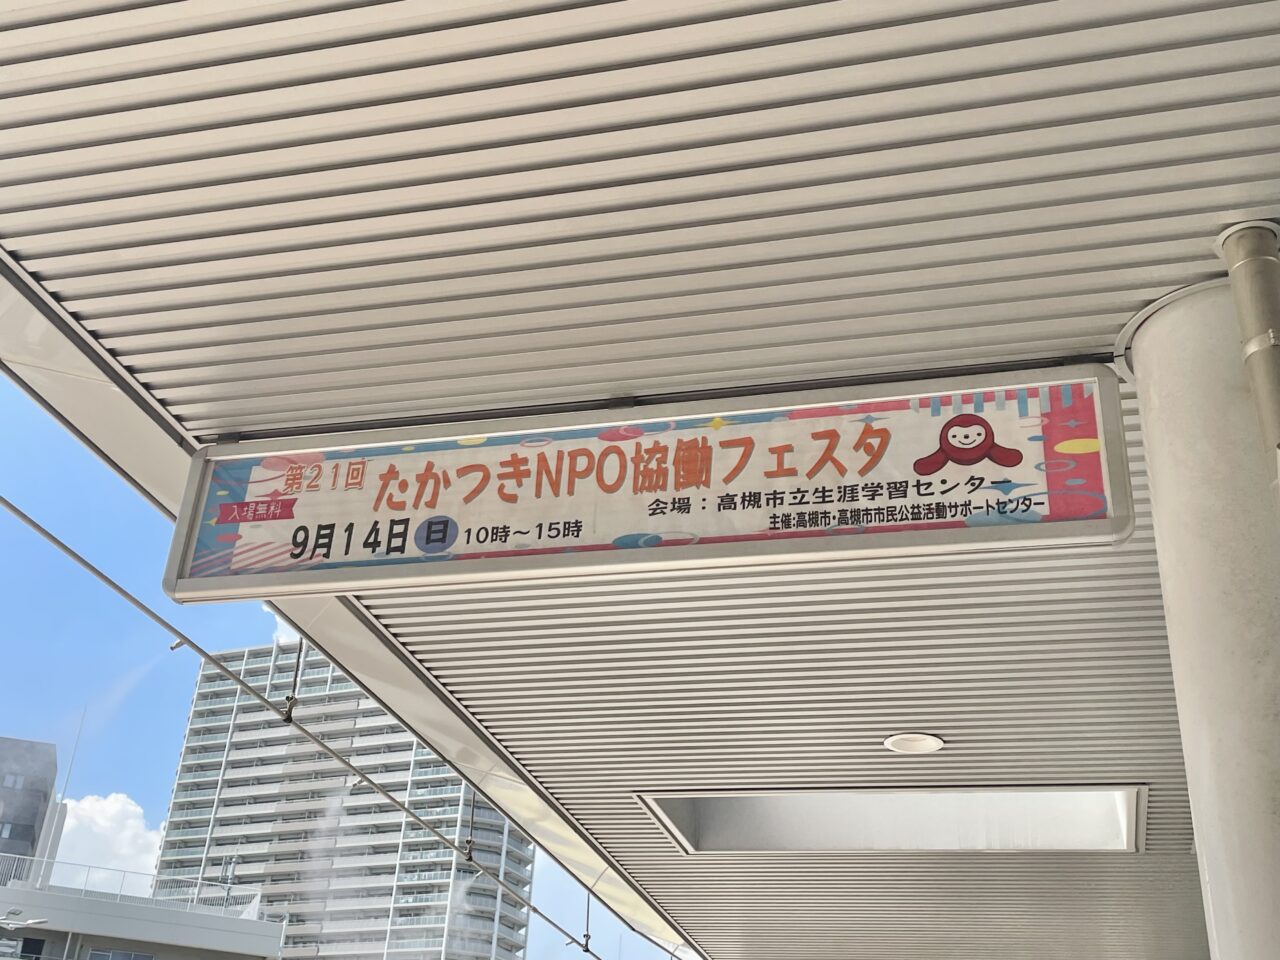 第21回 たかつきNPO協働フェスタ
入場無料
9月14日 日 10時～15時
会場：高槻市立生涯学習センター
主催:高槻市・高槻市市民公益活動サポートセンター